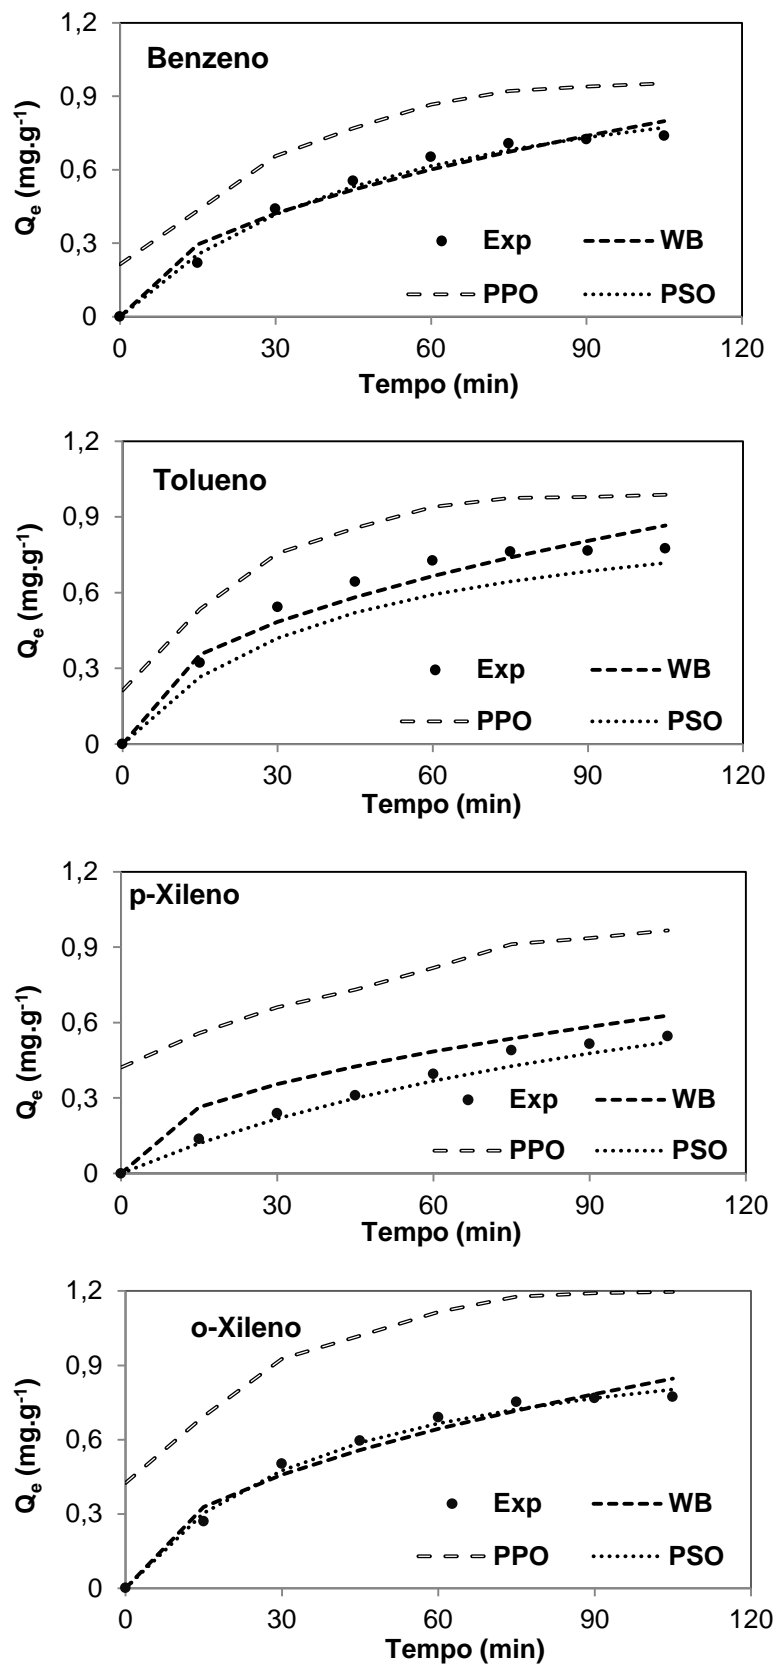 Benzeno
Q_e (mg.g⁻¹)
1,2
0,9
0,6
0,3
0
Exp WB
PPO PSO
0 30 60 90 120
Tempo (min)
Tolueno
Q_e (mg.g⁻¹)
1,2
0,9
0,6
0,3
0
Exp WB
PPO PSO
0 30 60 90 120
Tempo (min)
p-Xileno
Q_e (mg.g⁻¹)
1,2
0,9
0,6
0,3
0
Exp WB
PPO PSO
0 30 60 90 120
Tempo (min)
o-Xileno
Q_e (mg.g⁻¹)
1,2
0,9
0,6
0,3
0
Exp WB
PPO PSO
0 30 60 90 120
Tempo (min)